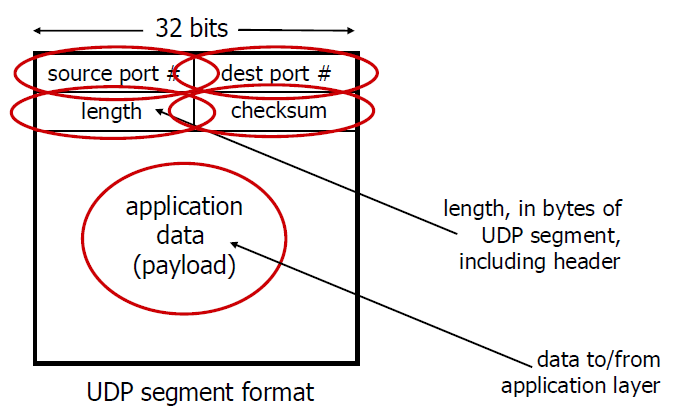 32 bits
source port #
dest port #
length
checksum
application
data
(payload)
length, in bytes of
UDP segment,
including header
data to/from
application layer
UDP segment format